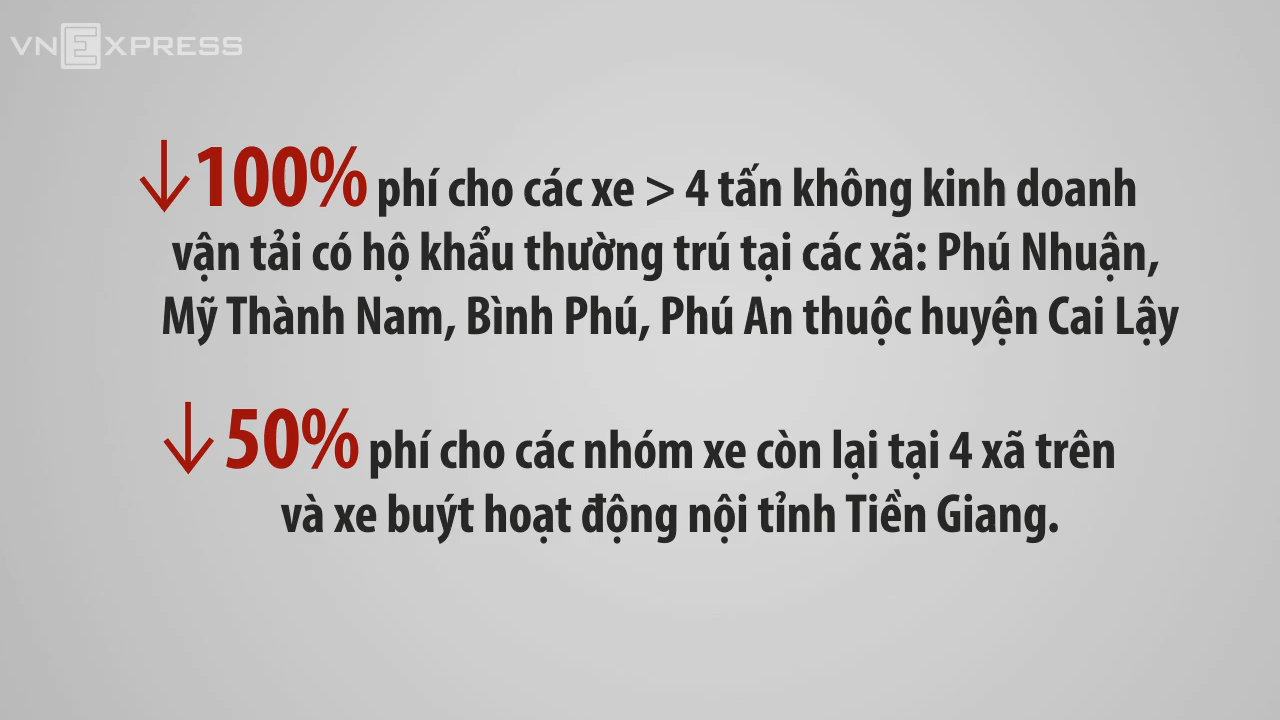 VNEXPRESS
↓100% phí cho các xe > 4 tấn không kinh doanh
vận tải có hộ khẩu thường trú tại các xã: Phú Nhuận,
Mỹ Thành Nam, Bình Phú, Phú An thuộc huyện Cai Lậy
↓50% phí cho các nhóm xe còn lại tại 4 xã trên
và xe buýt hoạt động nội tỉnh Tiền Giang.